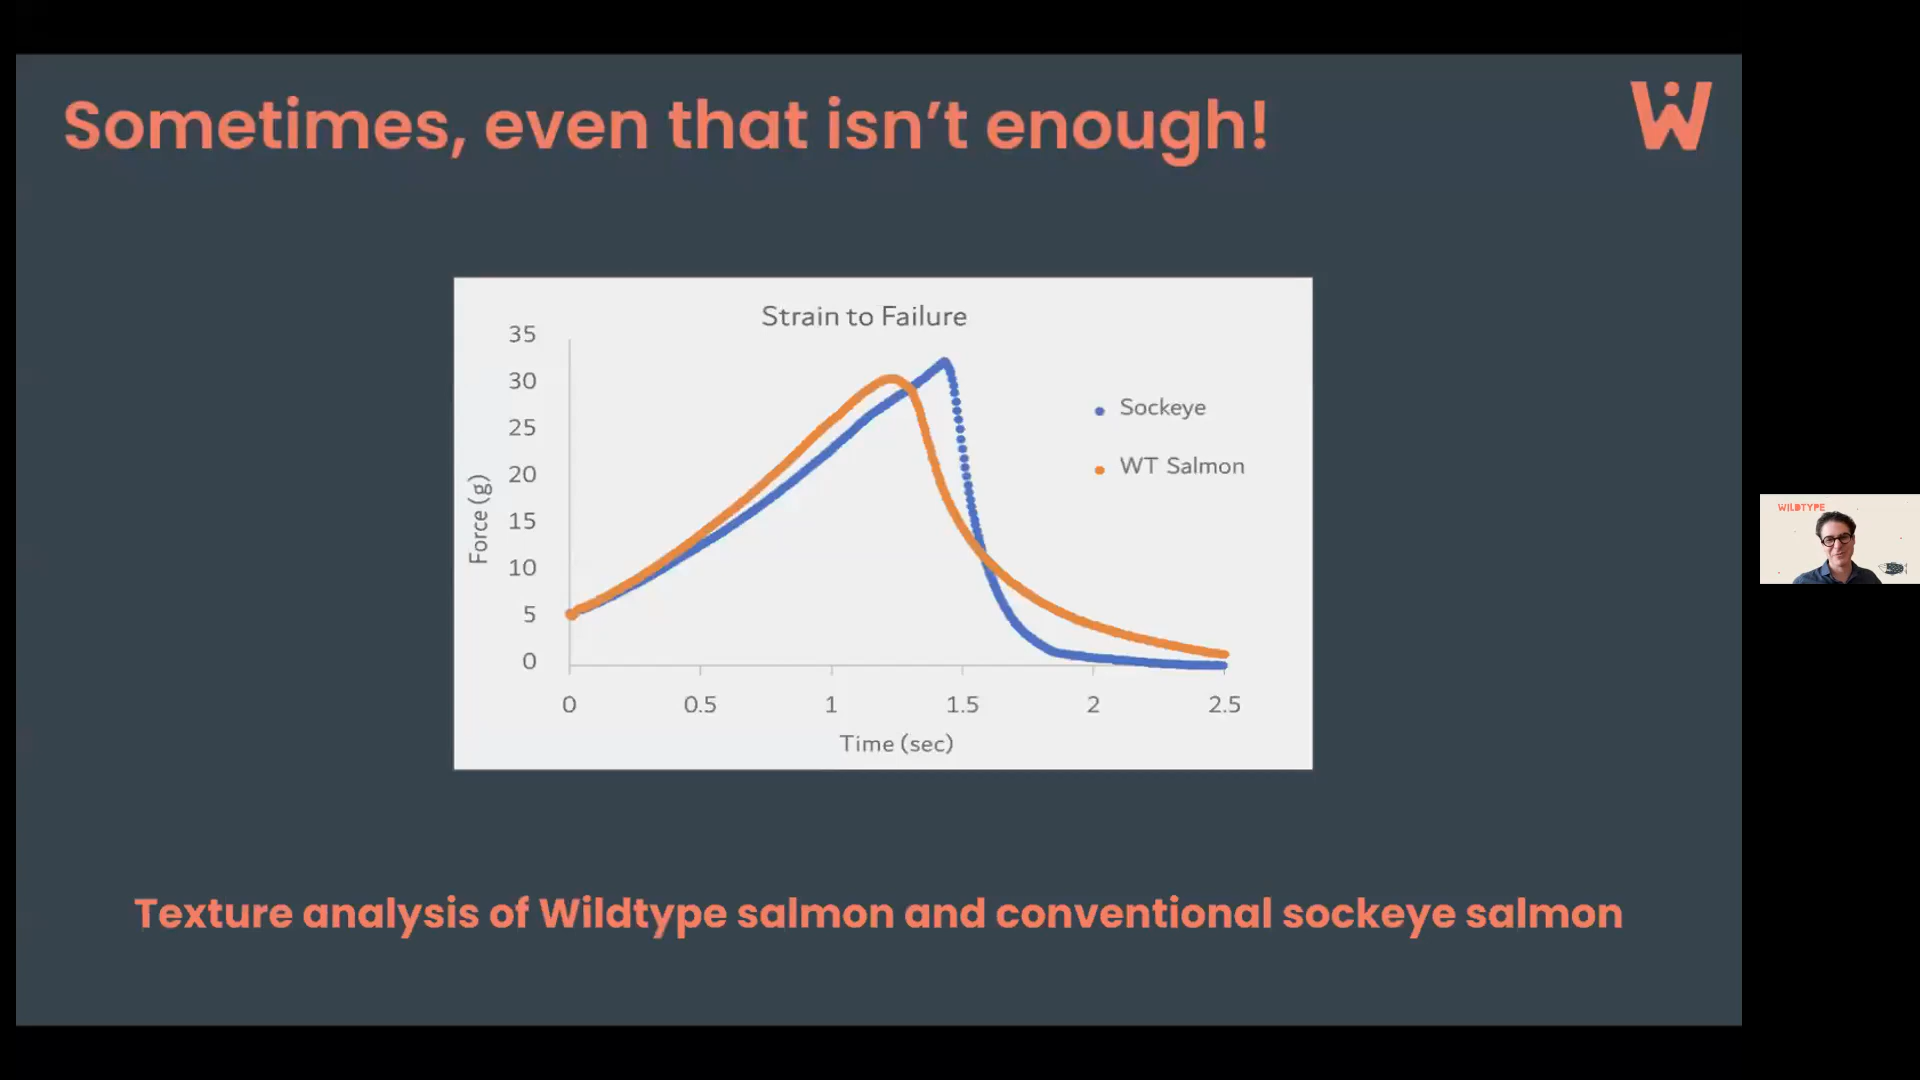 Sometimes, even that isn't enough!
W
Strain to Failure
35
30
25
20
15
10
5
0
Force (g)
Sockeye
WT Salmon
0 0.5 1 1.5 2 2.5
Time (sec)
WILDTYPE
Texture analysis of Wildtype salmon and conventional sockeye salmon